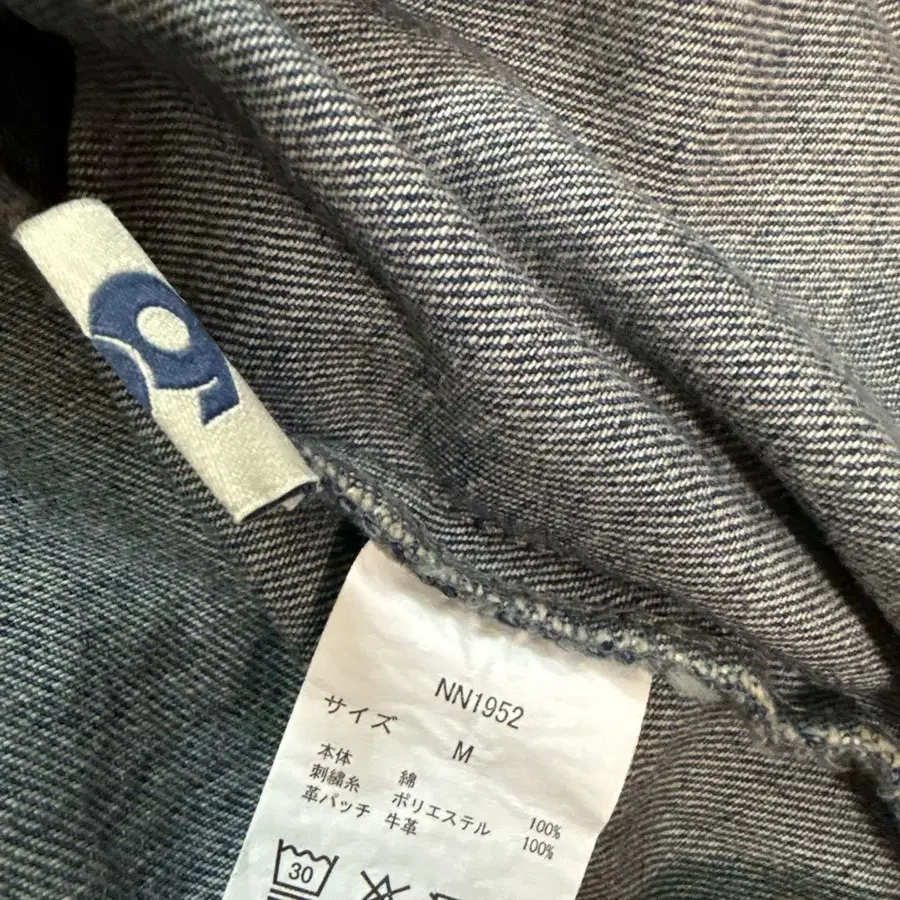 NN1952
サイズ M
本体 綿 100%
刺繍糸 ポリエステル 100%
革パッチ 牛革
30